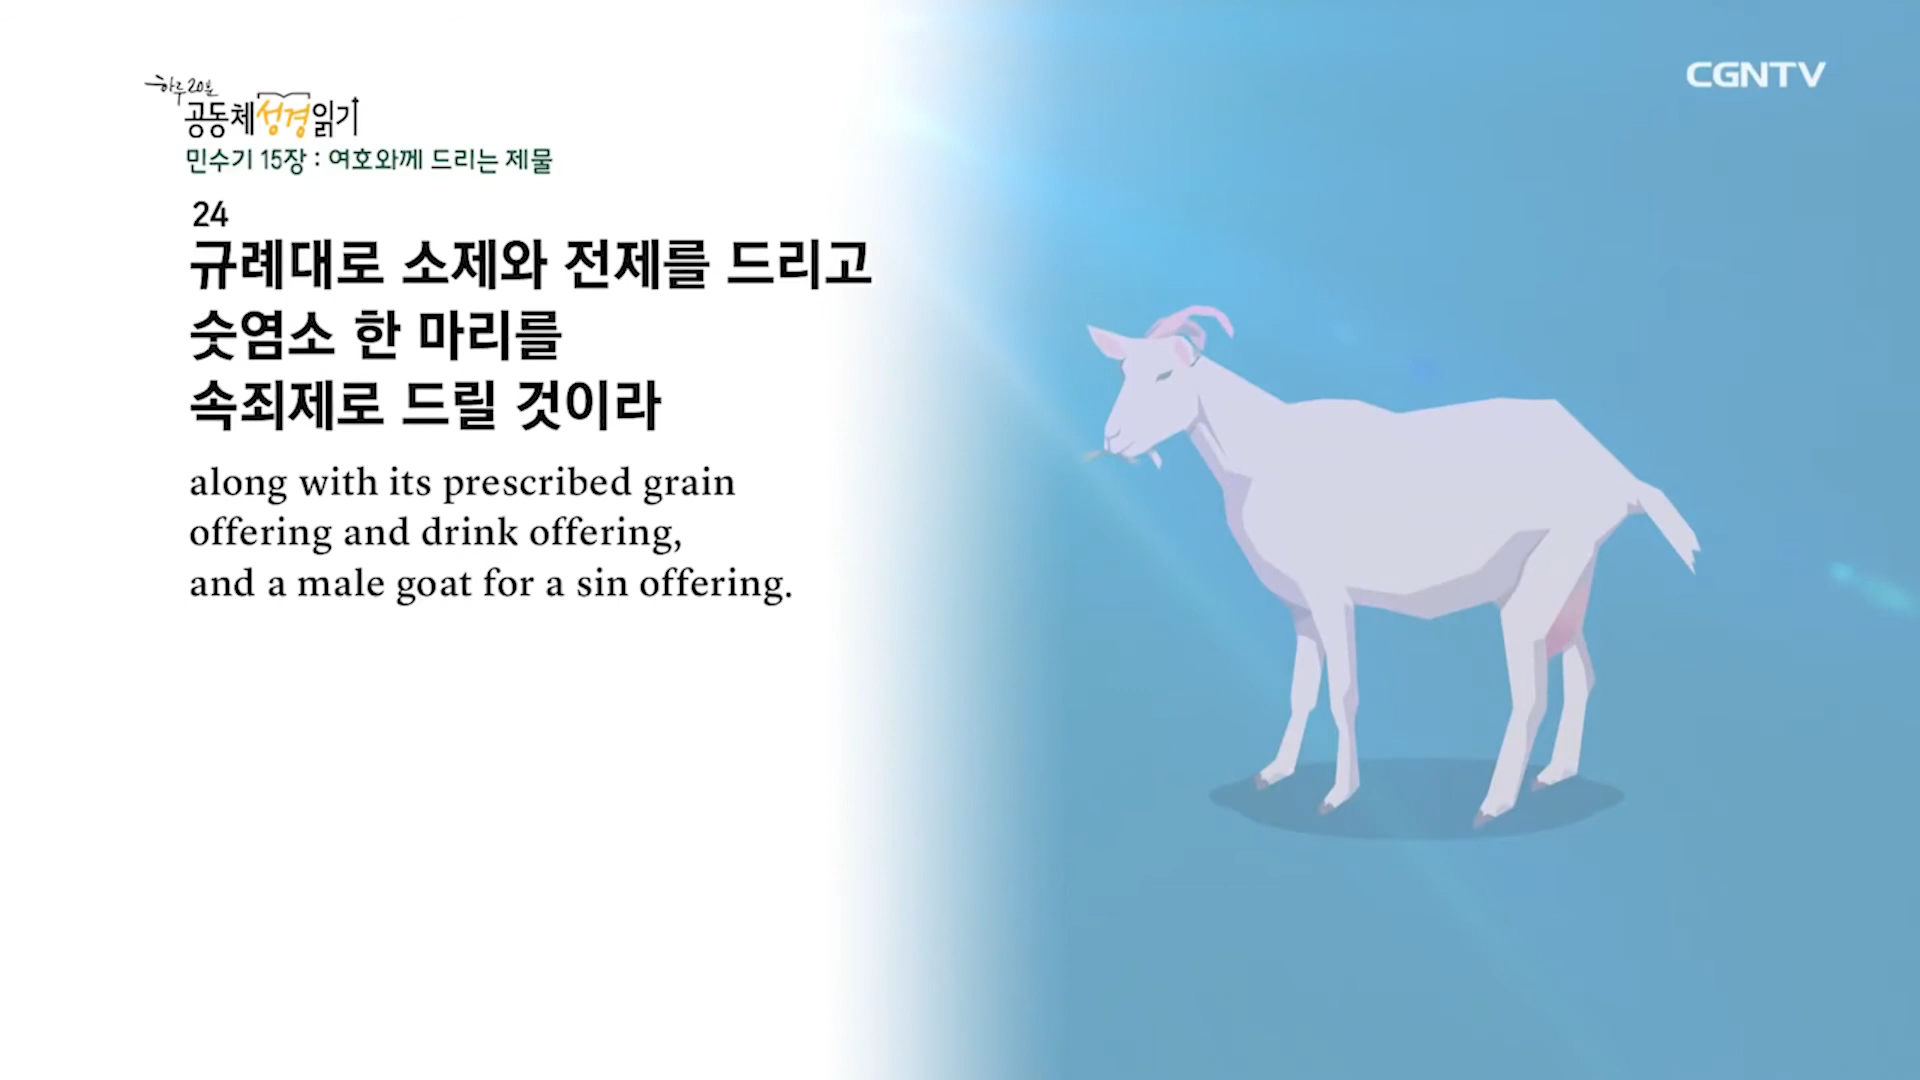 하루 20분
공동체성경읽기
CGNTV
민수기 15장 : 여호와께 드리는 제물
24
규례대로 소제와 전제를 드리고
숫염소 한 마리를
속죄제로 드릴 것이라
along with its prescribed grain
offering and drink offering,
and a male goat for a sin offering.